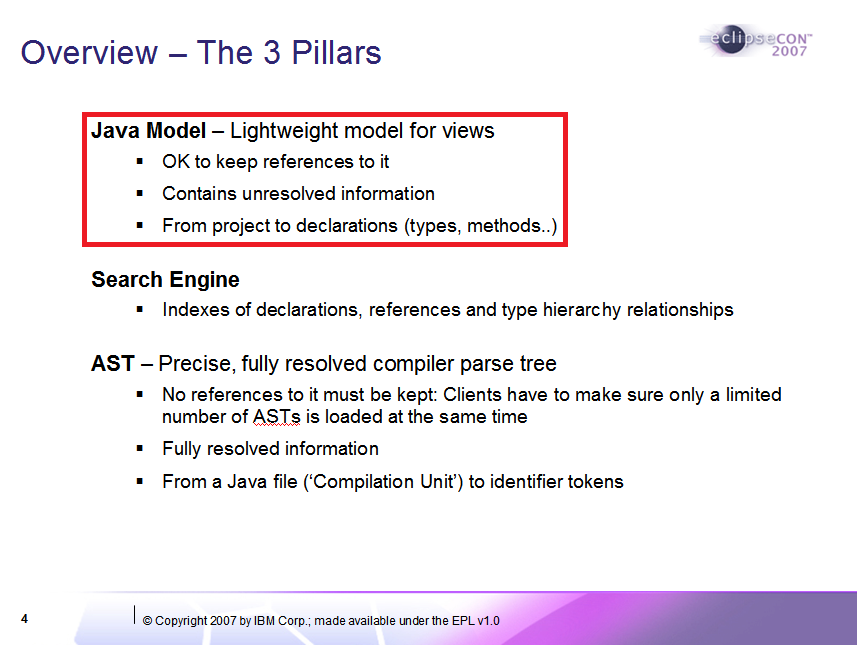 Overview – The 3 Pillars
eclipsecon™
2007
Java Model – Lightweight model for views
▪ OK to keep references to it
▪ Contains unresolved information
▪ From project to declarations (types, methods..)
Search Engine
▪ Indexes of declarations, references and type hierarchy relationships
AST – Precise, fully resolved compiler parse tree
▪ No references to it must be kept: Clients have to make sure only a limited
number of ASTs is loaded at the same time
▪ Fully resolved information
▪ From a Java file (‘Compilation Unit’) to identifier tokens
4
© Copyright 2007 by IBM Corp.; made available under the EPL v1.0